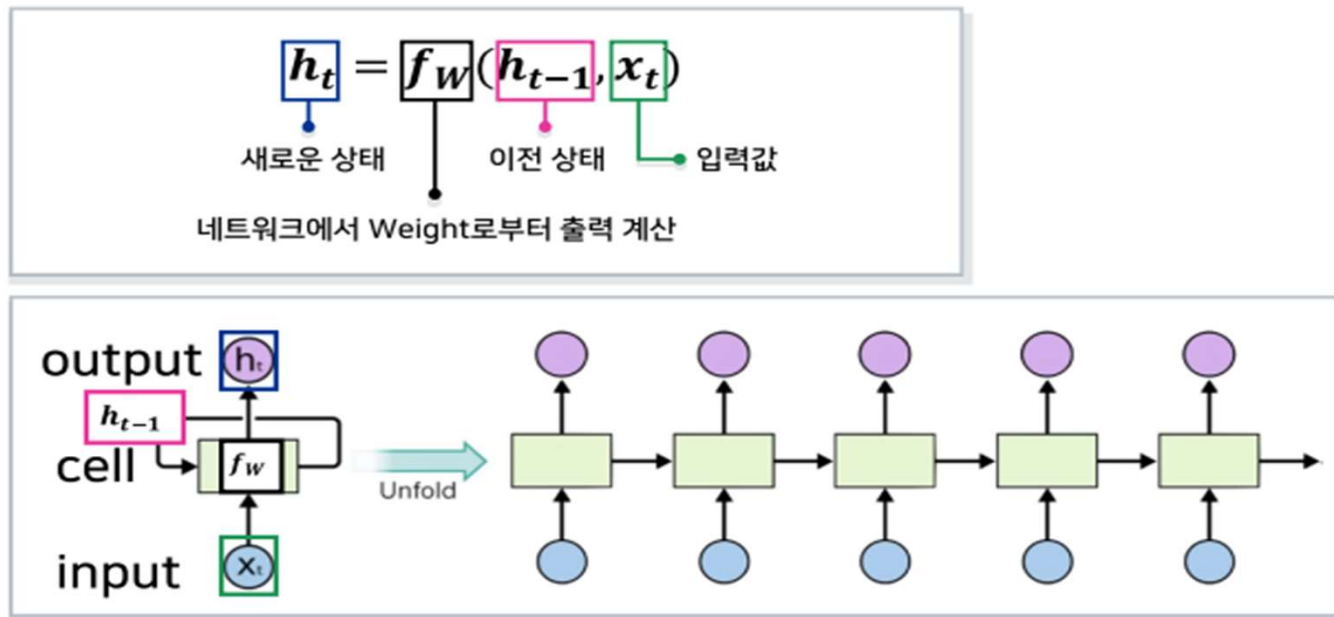 h_t = f_W(h_{t-1}, x_t)
새로운 상태
이전 상태
입력값
네트워크에서 Weight로부터 출력 계산
output
h_t
h_{t-1}
cell
f_W
Unfold
input
x_t